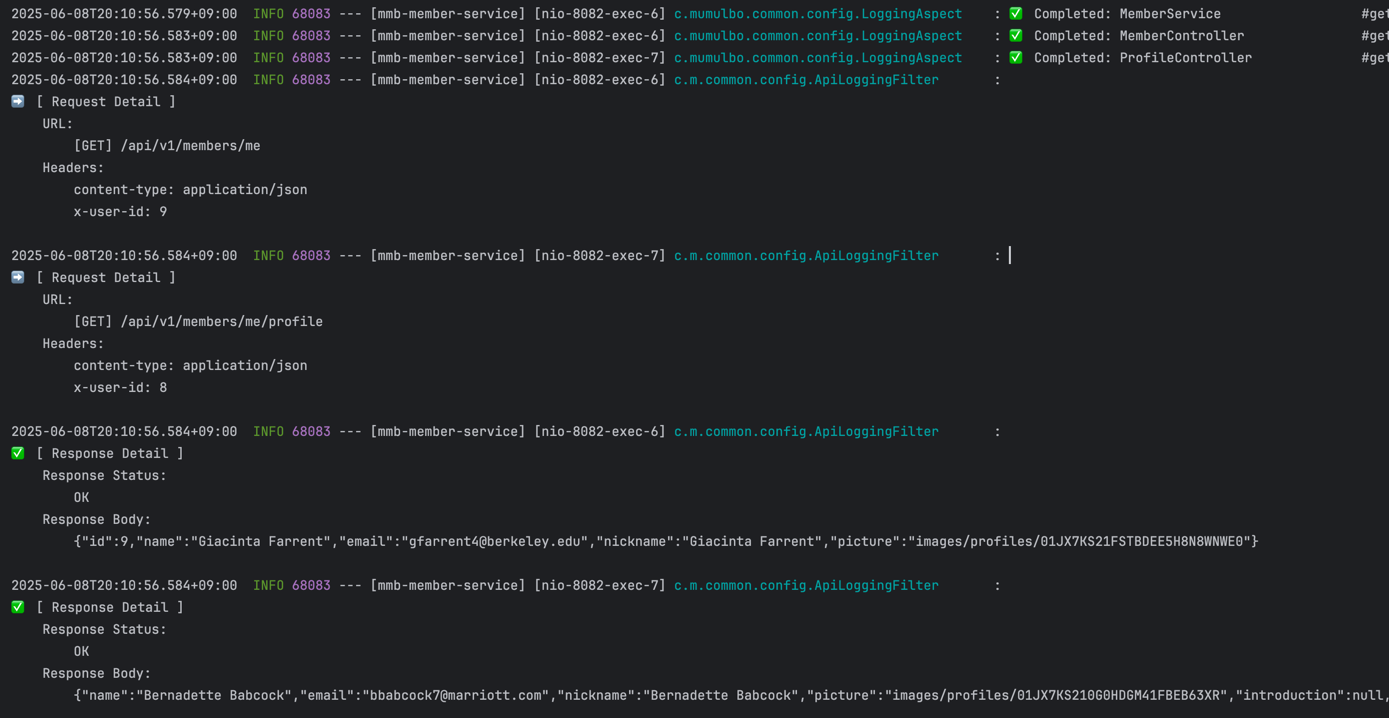 2025-06-08T20:10:56.579+09:00  INFO 68083 --- [mmb-member-service] [nio-8082-exec-6] c.mumulbo.common.config.LoggingAspect    : ✅ Completed: MemberService                  #get
2025-06-08T20:10:56.583+09:00  INFO 68083 --- [mmb-member-service] [nio-8082-exec-6] c.mumulbo.common.config.LoggingAspect    : ✅ Completed: MemberController               #get
2025-06-08T20:10:56.583+09:00  INFO 68083 --- [mmb-member-service] [nio-8082-exec-7] c.mumulbo.common.config.LoggingAspect    : ✅ Completed: ProfileController              #get
2025-06-08T20:10:56.584+09:00  INFO 68083 --- [mmb-member-service] [nio-8082-exec-6] c.m.common.config.ApiLoggingFilter       :
➡️ [ Request Detail ]
    URL:
        [GET] /api/v1/members/me
    Headers:
        content-type: application/json
        x-user-id: 9
2025-06-08T20:10:56.584+09:00  INFO 68083 --- [mmb-member-service] [nio-8082-exec-7] c.m.common.config.ApiLoggingFilter       :
➡️ [ Request Detail ]
    URL:
        [GET] /api/v1/members/me/profile
    Headers:
        content-type: application/json
        x-user-id: 8
2025-06-08T20:10:56.584+09:00  INFO 68083 --- [mmb-member-service] [nio-8082-exec-6] c.m.common.config.ApiLoggingFilter       :
✅ [ Response Detail ]
    Response Status:
        OK
    Response Body:
        {"id":9,"name":"Giacinta Farrent","email":"gfarrent4@berkeley.edu","nickname":"Giacinta Farrent","picture":"images/profiles/01JX7KS21FSTBDEE5H8N8WNWE0"}
2025-06-08T20:10:56.584+09:00  INFO 68083 --- [mmb-member-service] [nio-8082-exec-7] c.m.common.config.ApiLoggingFilter       :
✅ [ Response Detail ]
    Response Status:
        OK
    Response Body:
        {"name":"Bernadette Babcock","email":"bbabcock7@marriott.com","nickname":"Bernadette Babcock","picture":"images/profiles/01JX7KS210G0HDGM41FBEB63XR","introduction":null,